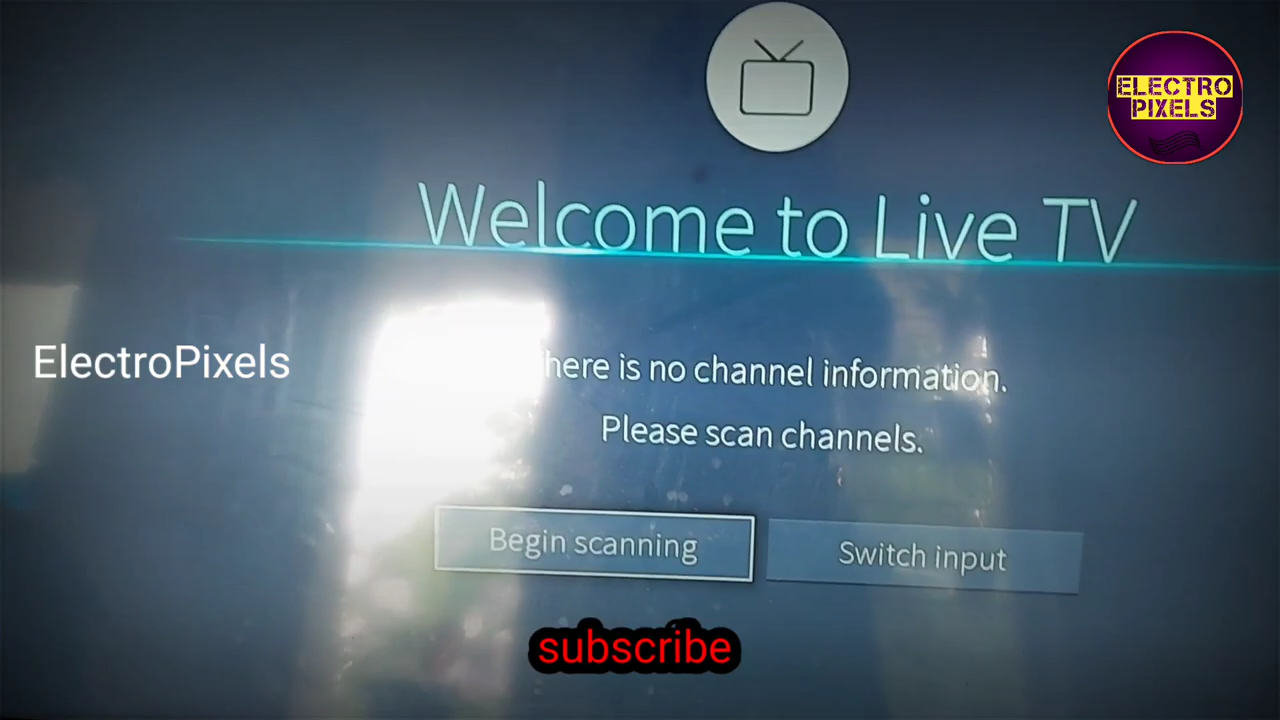 ELECTRO
PIXELS
Welcome to Live TV
ElectroPixels
here is no channel information.
Please scan channels.
Begin scanning
Switch input
subscribe